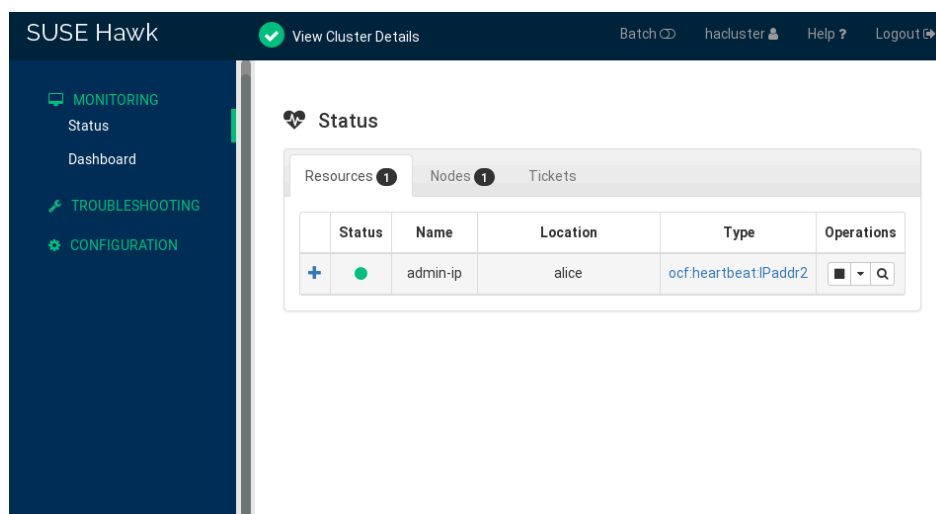 SUSE Hawk
View Cluster Details
Batch
hacluster
Help ?
Logout
MONITORING
Status
Dashboard
TROUBLESHOOTING
CONFIGURATION
Status
Resources 1
Nodes 1
Tickets
Status Name Location Type Operations
admin-ip alice ocf:heartbeat:IPaddr2